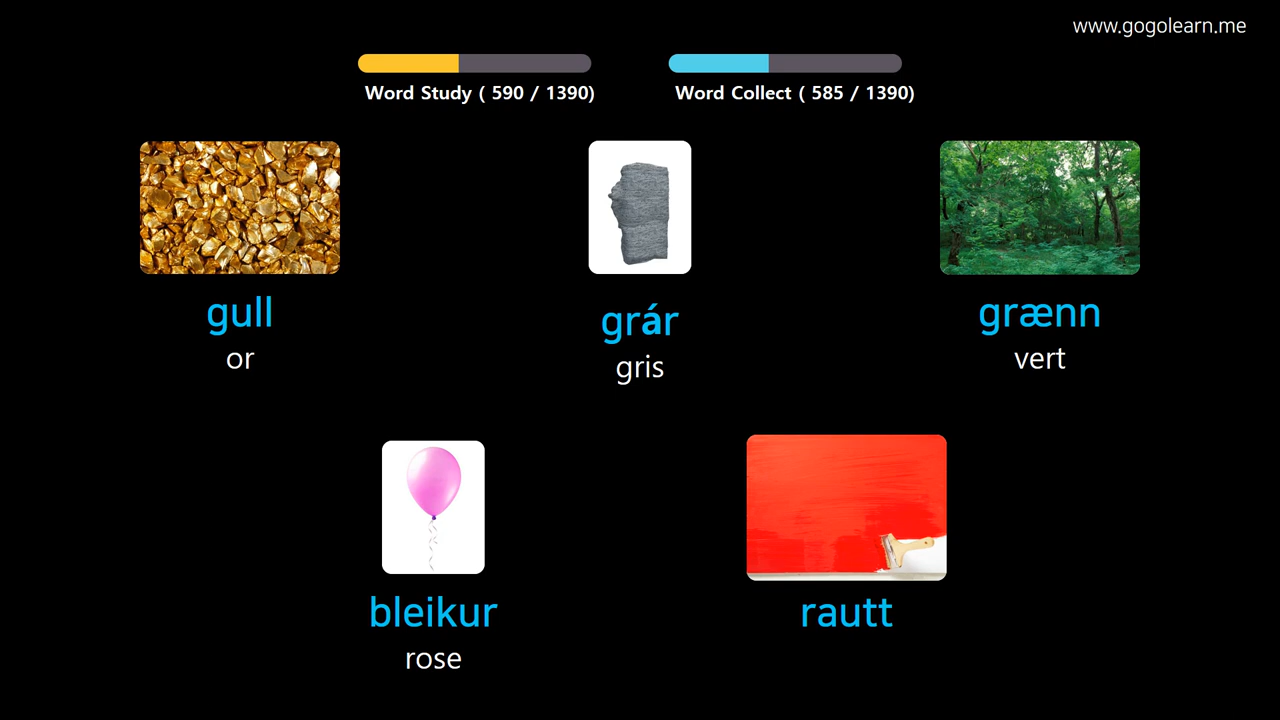 www.gogolearn.me
Word Study ( 590 / 1390)
Word Collect ( 585 / 1390)
gull
or
grár
gris
grænn
vert
bleikur
rose
rautt